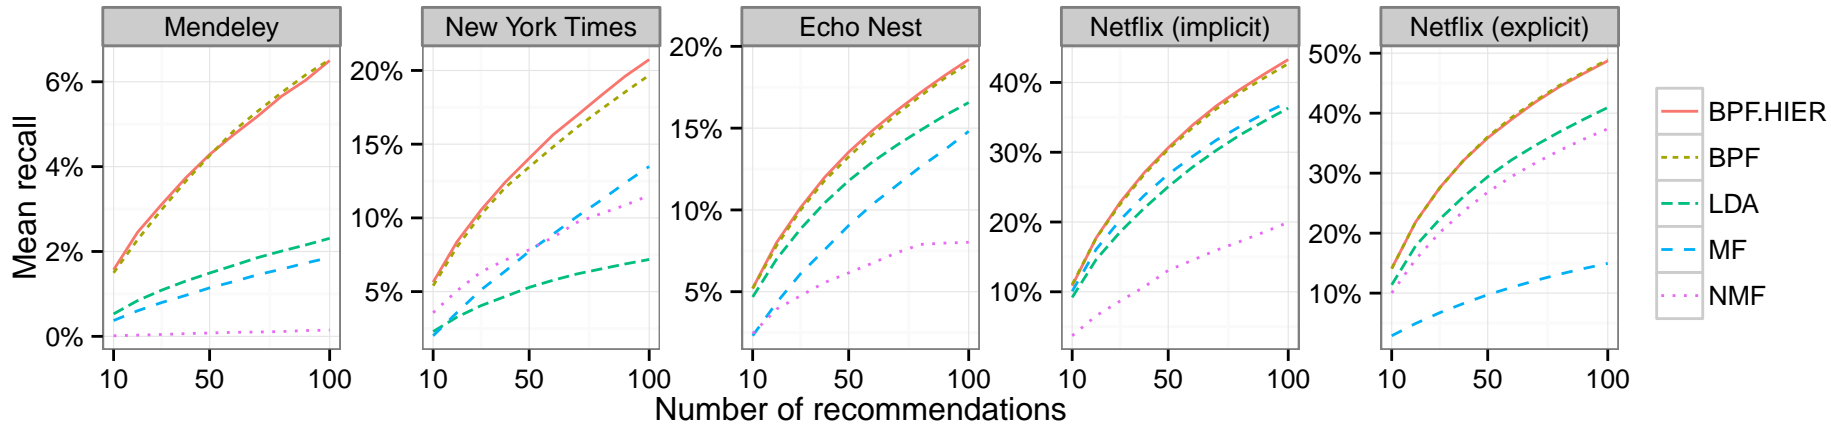 Mendeley
New York Times
Echo Nest
Netflix (implicit)
Netflix (explicit)
Mean recall
6%
4%
2%
0%
20%
15%
10%
5%
20%
15%
10%
5%
40%
30%
20%
10%
50%
40%
30%
20%
10%
10 50 100
10 50 100
10 50 100
10 50 100
10 50 100
Number of recommendations
BPF.HIER
BPF
LDA
MF
NMF